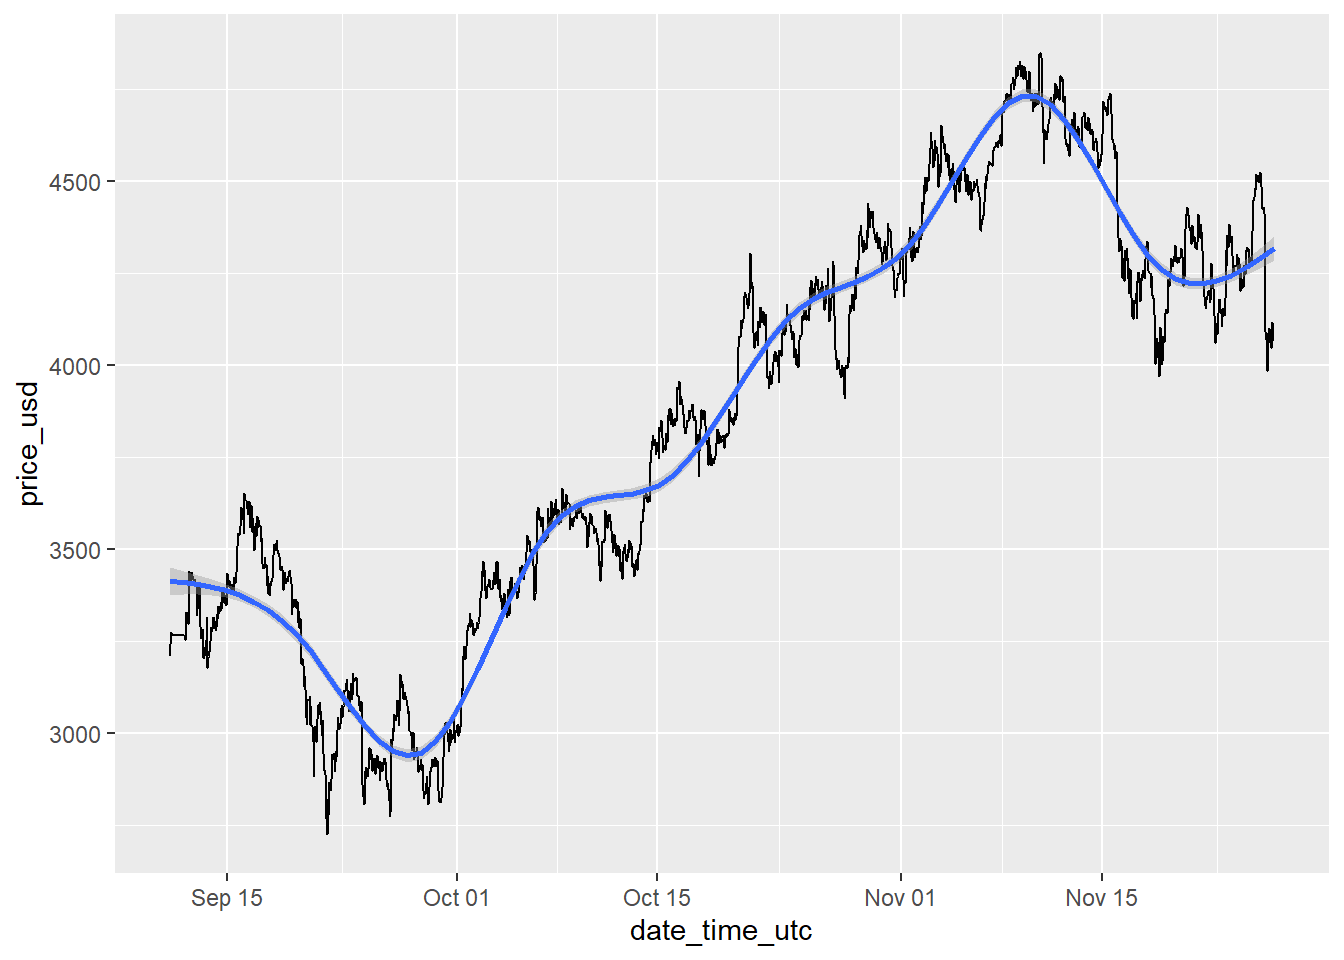 4500
4000
3500
3000
price_usd
Sep 15
Oct 01
Oct 15
Nov 01
Nov 15
date_time_utc